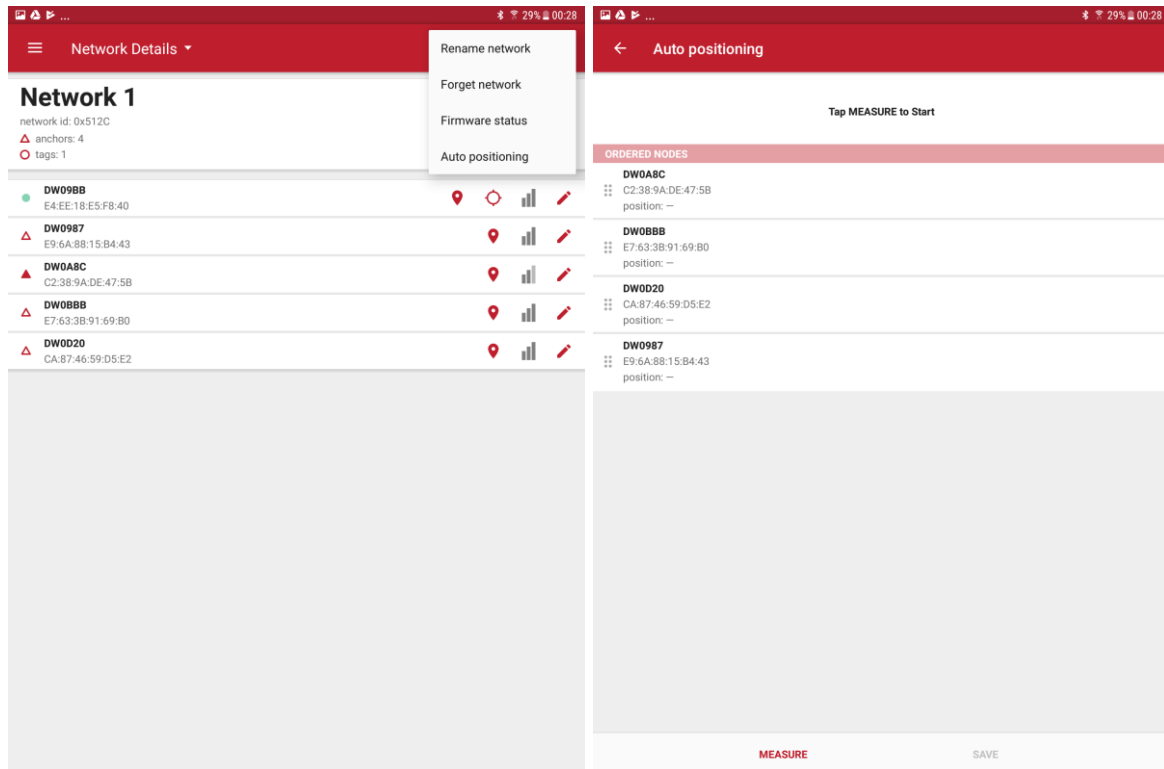 ... 29% 00:28
Network Details
Rename network
Forget network
Firmware status
Auto positioning
Network 1
network id: 0x512C
anchors: 4
tags: 1
DW09BB
E4:EE:18:E5:F8:40
DW0987
E9:6A:88:15:B4:43
DW0A8C
C2:38:9A:DE:47:5B
DW0BBB
E7:63:3B:91:69:B0
DW0D20
CA:87:46:59:D5:E2
... 29% 00:28
Auto positioning
Tap MEASURE to Start
ORDERED NODES
DW0A8C
C2:38:9A:DE:47:5B
position: —
DW0BBB
E7:63:3B:91:69:B0
position: —
DW0D20
CA:87:46:59:D5:E2
position: —
DW0987
E9:6A:88:15:B4:43
position: —
MEASURE SAVE